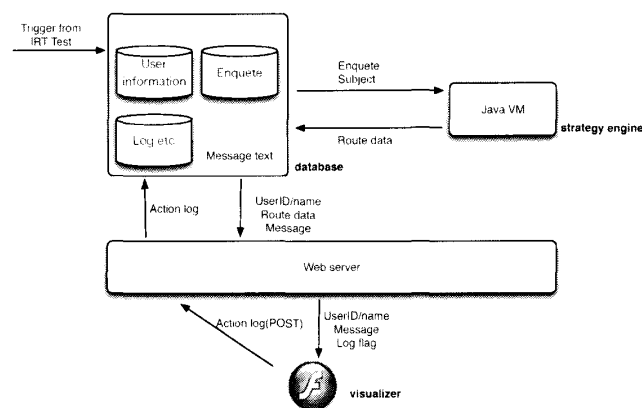 Trigger from
IRT Test
User
information
Enquete
Enquete
Subject
Java VM
strategy engine
Route data
Log etc
Message text
database
Action log
UserID/name
Route data
Message
Web server
Action log(POST)
UserID/name
Message
Log flag
visualizer